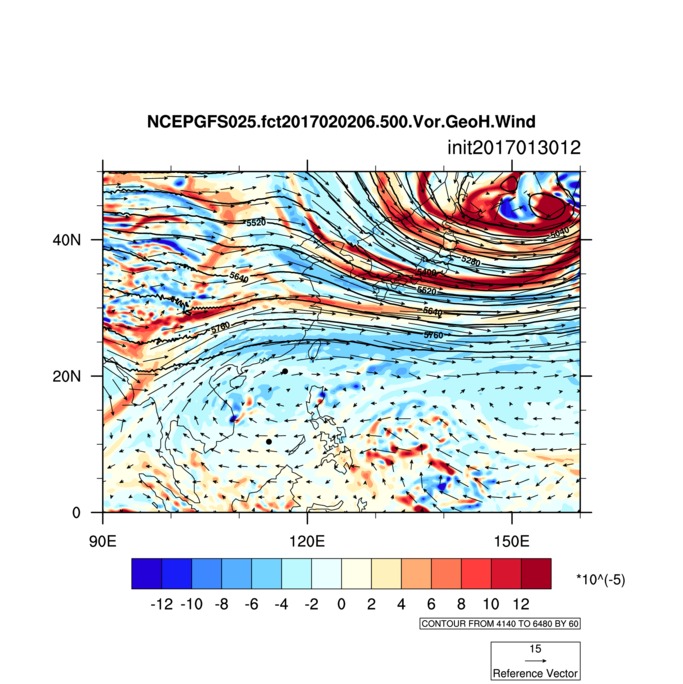 NCEPGFS025.fct2017020206.500.Vor.GeoH.Wind
init2017013012
5520
5040
40N
5280
5400
5640
5520
5640
5760
5760
20N
0
90E 120E 150E
-12 -10 -8 -6 -4 -2 0 2 4 6 8 10 12
*10^(-5)
CONTOUR FROM 4140 TO 6480 BY 60
15
Reference Vector